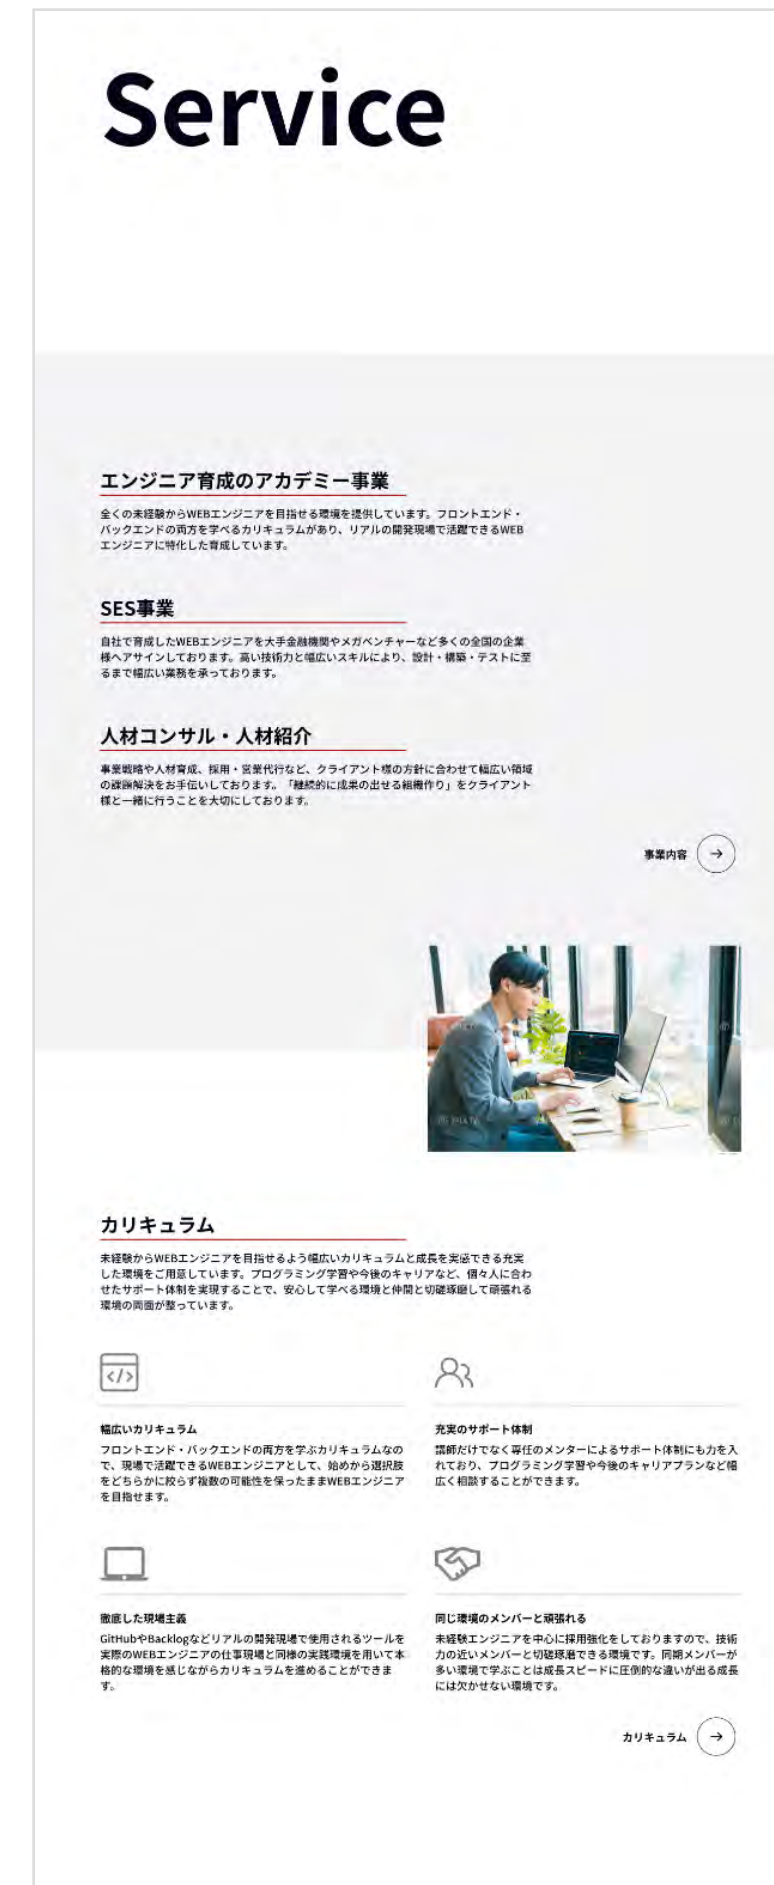 Service
エンジニア育成のアカデミー事業
全くの未経験からWEBエンジニアを目指せる環境を提供しています。フロントエンド・
バックエンドの両方を学べるカリキュラムがあり、リアルの開発現場で活躍できるWEB
エンジニアに特化した育成しています。
SES事業
自社で育成したWEBエンジニアを大手金融機関やメガベンチャーなど多くの全国の企業
様へアサインしております。高い技術力と幅広いスキルにより、設計・構築・テストに至
るまで幅広い業務を承っております。
人材コンサル・人材紹介
事業戦略や人材育成、採用・営業代行など、クライアント様の方針に合わせて幅広い領域
の課題解決をお手伝いしております。「継続的に成果の出せる組織作り」をクライアント
様と一緒に行うことを大切にしております。
事業内容
カリキュラム
未経験からWEBエンジニアを目指せるよう幅広いカリキュラムと成長を実感できる充実
した環境をご用意しています。プログラミング学習や今後のキャリアなど、個々人に合わ
せたサポート体制を実現することで、安心して学べる環境と仲間と切磋琢磨して頑張れる
環境の両面が整っています。
幅広いカリキュラム
フロントエンド・バックエンドの両方を学ぶカリキュラムなの
で、現場で活躍できるWEBエンジニアとして、始めから選択肢
をどちらかに絞らず複数の可能性を保ったままWEBエンジニア
を目指せます。
充実のサポート体制
講師だけでなく専任のメンターによるサポート体制にも力を入
れており、プログラミング学習や今後のキャリアプランなど幅
広く相談することができます。
徹底した現場主義
GitHubやBacklogなどリアルの開発現場で使用されるツールを
実際のWEBエンジニアの仕事現場と同様の実践環境を用いて本
格的な環境を感じながらカリキュラムを進めることができま
す。
同じ環境のメンバーと頑張れる
未経験エンジニアを中心に採用強化をしておりますので、技術
力の近いメンバーと切磋琢磨できる環境です。同期メンバーが
多い環境で学ぶことは成長スピードに圧倒的な違いが出る成長
には欠かせない環境です。
カリキュラム